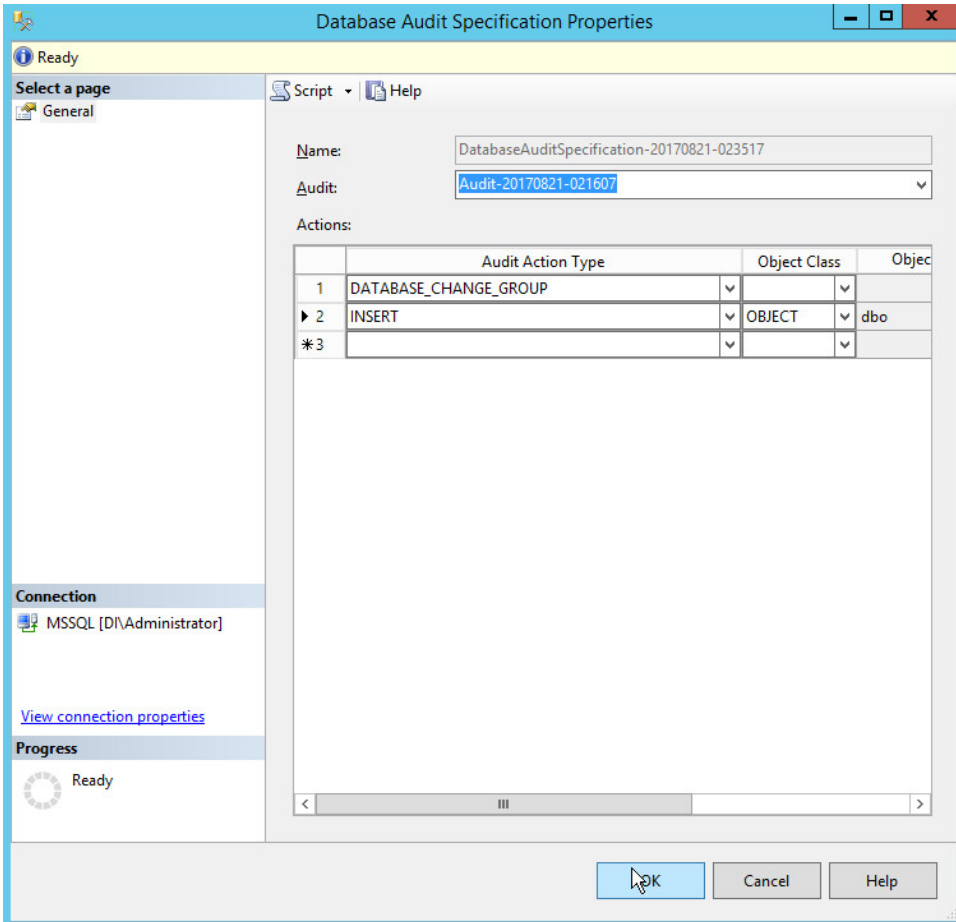 Database Audit Specification Properties
Ready
Select a page
General
Script Help
Name: DatabaseAuditSpecification-20170821-023517
Audit: Audit-20170821-021607
Actions:
Audit Action Type Object Class Objec
1 DATABASE_CHANGE_GROUP
2 INSERT OBJECT dbo
*3
Connection
MSSQL [DI\Administrator]
View connection properties
Progress
Ready
OK Cancel Help